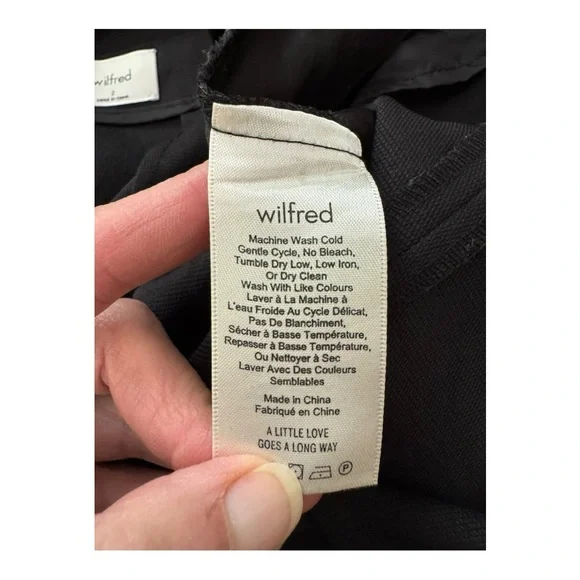 wilfred
2
wilfred
Machine Wash Cold
Gentle Cycle, No Bleach,
Tumble Dry Low, Low Iron,
Or Dry Clean
Wash With Like Colours
Laver à La Machine à
L'eau Froide Au Cycle Délicat,
Pas De Blanchiment,
Sécher à Basse Température,
Repasser à Basse Température,
Ou Nettoyer à Sec
Laver Avec Des Couleurs
Semblables
Made in China
Fabriqué en Chine
A LITTLE LOVE
GOES A LONG WAY
P